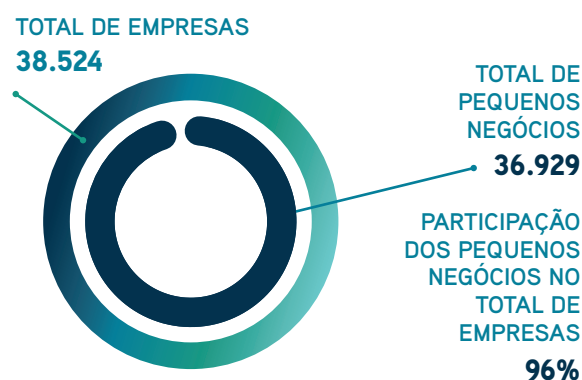 TOTAL DE EMPRESAS
38.524
TOTAL DE
PEQUENOS
NEGÓCIOS
36.929
PARTICIPAÇÃO
DOS PEQUENOS
NEGÓCIOS NO
TOTAL DE
EMPRESAS
96%